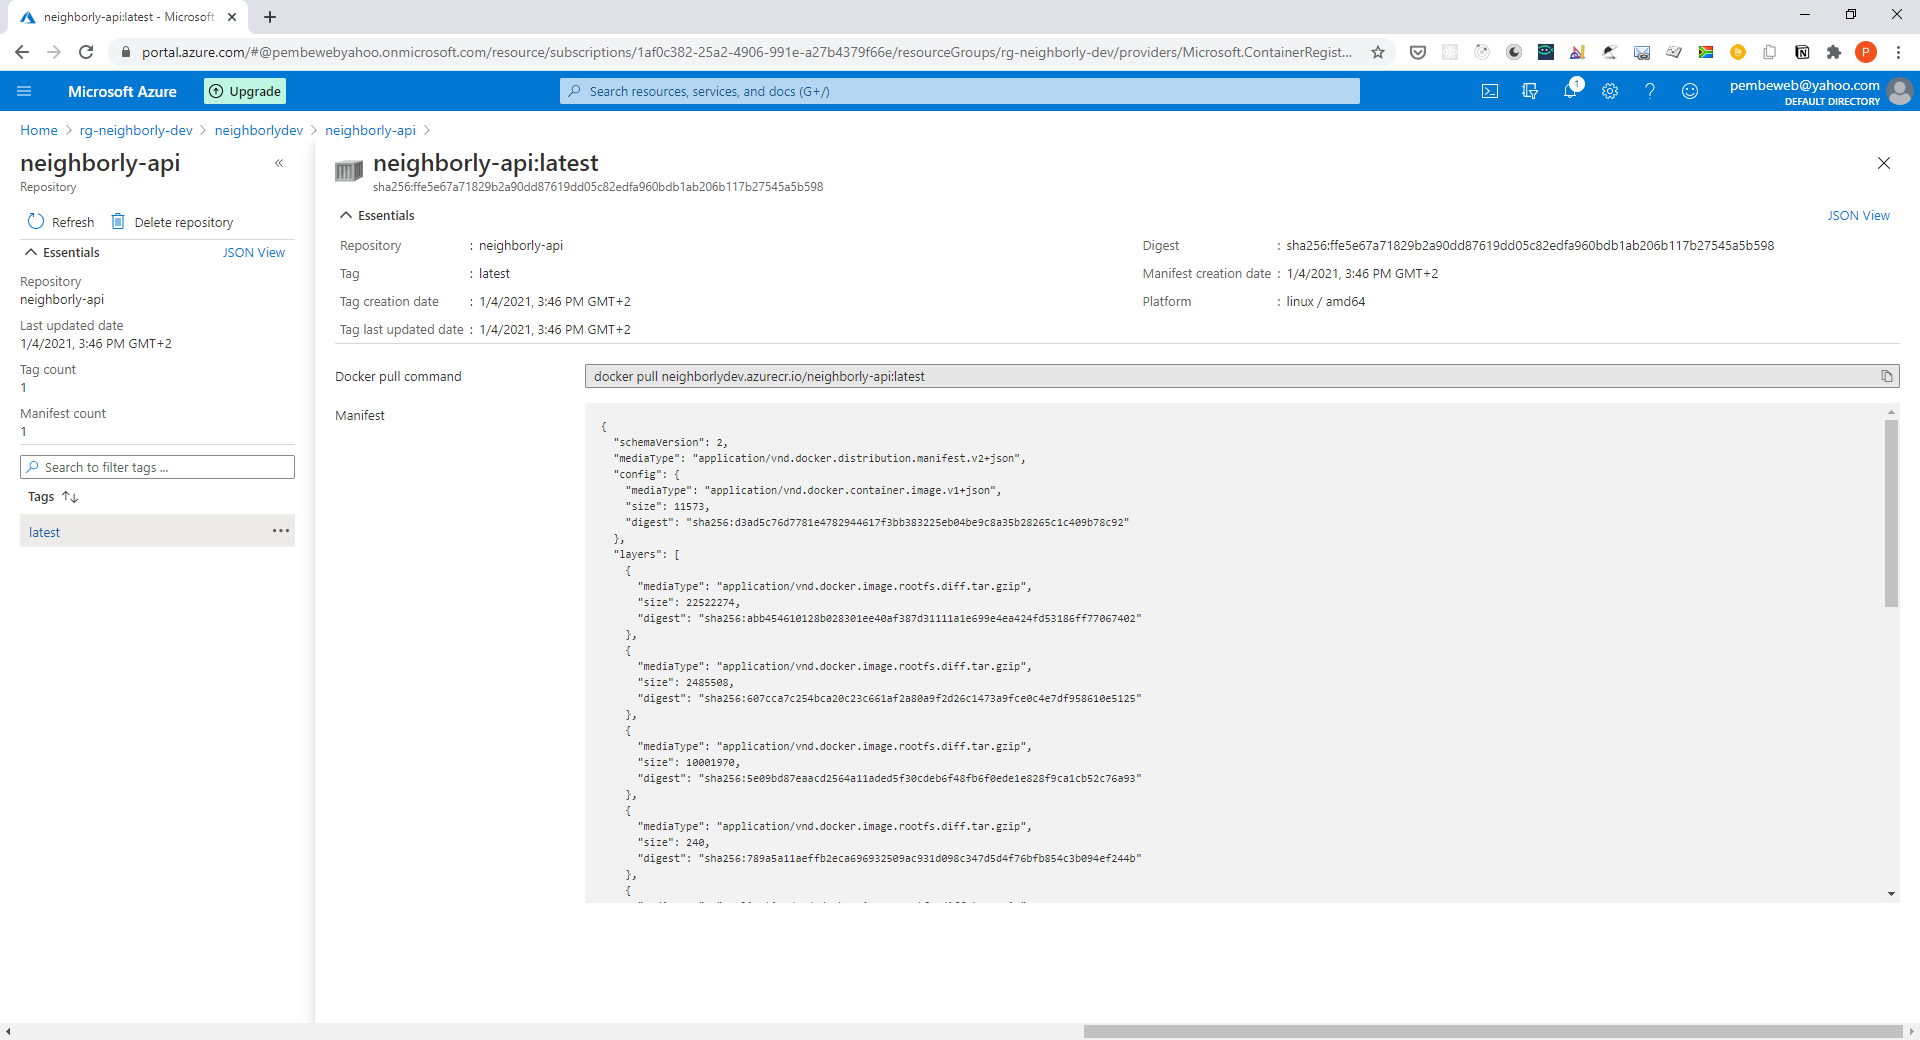 neighborly-api:latest - Microsoft
portal.azure.com/#@pembewebyahoo.onmicrosoft.com/resource/subscriptions/1af0c382-25a2-4906-991e-a27b4379f66e/resourceGroups/rg-neighborly-dev/providers/Microsoft.ContainerRegist...
P
Microsoft Azure
Upgrade
Search resources, services, and docs (G+/)
1
pembeweb@yahoo.com
DEFAULT DIRECTORY
Home > rg-neighborly-dev > neighborlydev > neighborly-api >
neighborly-api
Repository
Refresh
Delete repository
Essentials
JSON View
Repository
neighborly-api
Last updated date
1/4/2021, 3:46 PM GMT+2
Tag count
1
Manifest count
1
Search to filter tags ...
Tags
latest
neighborly-api:latest
sha256:ffe5e67a71829b2a90dd87619dd05c82edfa960bdb1ab206b117b27545a5b598
Essentials
JSON View
Repository : neighborly-api
Tag : latest
Tag creation date : 1/4/2021, 3:46 PM GMT+2
Tag last updated date : 1/4/2021, 3:46 PM GMT+2
Digest : sha256:ffe5e67a71829b2a90dd87619dd05c82edfa960bdb1ab206b117b27545a5b598
Manifest creation date : 1/4/2021, 3:46 PM GMT+2
Platform : linux / amd64
Docker pull command
docker pull neighborlydev.azurecr.io/neighborly-api:latest
Manifest
{
"schemaVersion": 2,
"mediaType": "application/vnd.docker.distribution.manifest.v2+json",
"config": {
"mediaType": "application/vnd.docker.container.image.v1+json",
"size": 11573,
"digest": "sha256:d3ad5c76d7781e4782944617f3bb383225eb04be9c8a35b28265c1c409b78c92"
},
"layers": [
{
"mediaType": "application/vnd.docker.image.rootfs.diff.tar.gzip",
"size": 22522274,
"digest": "sha256:abb454610128b028301ee40af387d31111a1e699e4ea424fd53186ff77067402"
},
{
"mediaType": "application/vnd.docker.image.rootfs.diff.tar.gzip",
"size": 2485508,
"digest": "sha256:607cca7c254bca20c23c661af2a80a9f2d26c1473a9fce0c4e7df958610e5125"
},
{
"mediaType": "application/vnd.docker.image.rootfs.diff.tar.gzip",
"size": 10001970,
"digest": "sha256:5e09bd87eaacd2564a11aded5f30cdeb6f48fb6f0ede1e828f9ca1cb52c76a93"
},
{
"mediaType": "application/vnd.docker.image.rootfs.diff.tar.gzip",
"size": 240,
"digest": "sha256:789a5a11aeffb2eca696932509ac931d098c347d5d4f76bfb854c3b094ef244b"
},
{